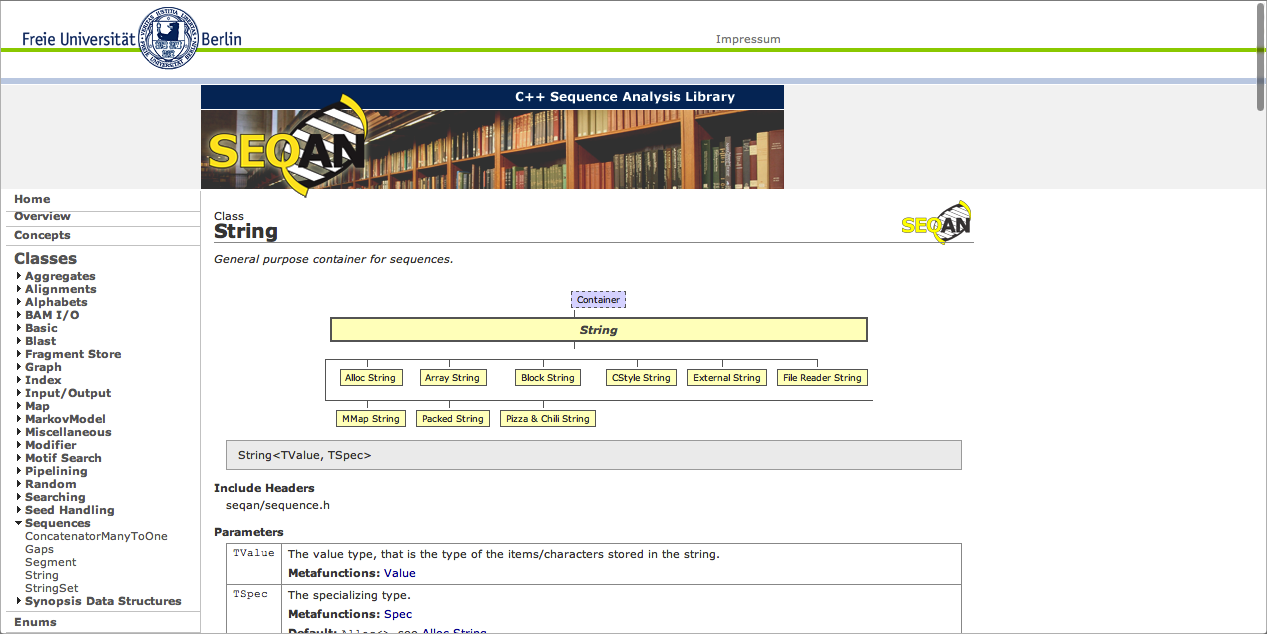 Freie Universität Berlin
Impressum
C++ Sequence Analysis Library
SEQAN
Home
Overview
Concepts
Classes
Aggregates
Alignments
Alphabets
BAM I/O
Basic
Blast
Fragment Store
Graph
Index
Input/Output
Map
MarkovModel
Miscellaneous
Modifier
Motif Search
Pipelining
Random
Searching
Seed Handling
Sequences
ConcatenatorManyToOne
Gaps
Segment
String
StringSet
Synopsis Data Structures
Enums
Class
String
SEQAN
General purpose container for sequences.
Container
String
Alloc String Array String Block String CStyle String External String File Reader String
MMap String Packed String Pizza & Chili String
String<TValue, TSpec>
Include Headers
seqan/sequence.h
Parameters
TValue The value type, that is the type of the items/characters stored in the string.
Metafunctions: Value
TSpec The specializing type.
Metafunctions: Spec
Default: Alloc<>, see Alloc String.